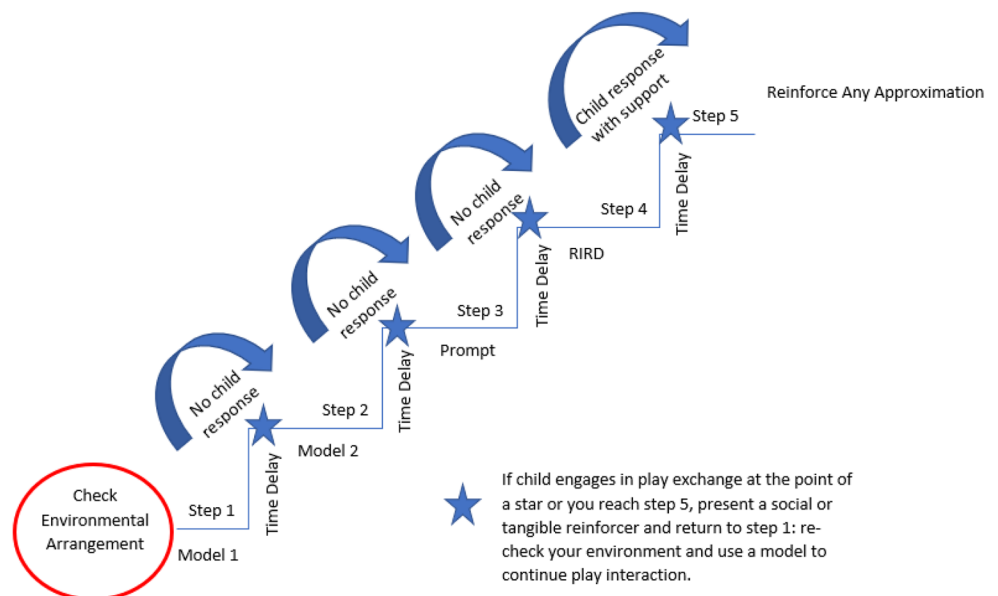 Reinforce Any Approximation
Child response
with support
Step 5
Time Delay
No child
response
Step 4
RIRD
Time Delay
No child
response
Step 3
Prompt
Time Delay
No child
response
Step 2
Model 2
Time Delay
Check
Environmental
Arrangement
Step 1
Model 1
If child engages in play exchange at the point of
a star or you reach step 5, present a social or
tangible reinforcer and return to step 1: re-
check your environment and use a model to
continue play interaction.